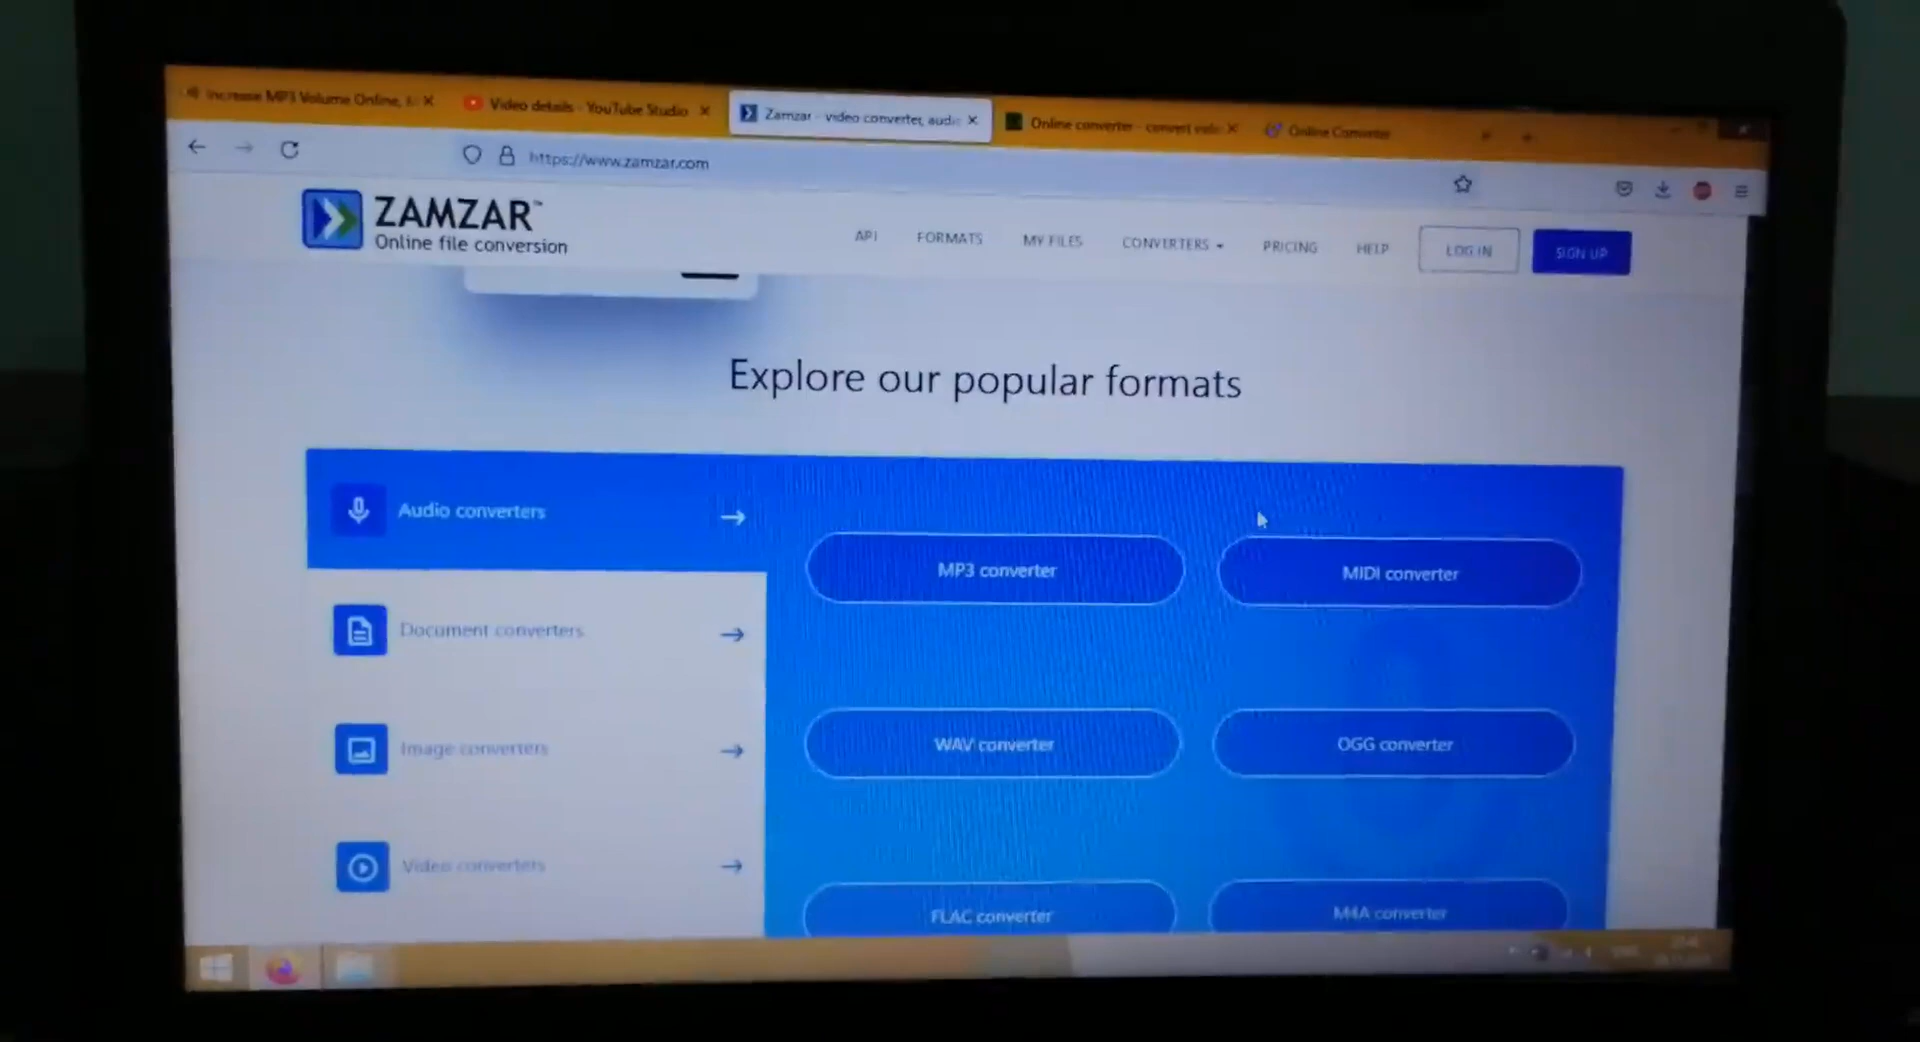 Increase MP3 Volume Online,
Video details - YouTube Studio
Zamzar - video converter, audio
Online converter - convert
Online Converter
https://www.zamzar.com
ZAMZAR™
Online file conversion
API
FORMATS
MY FILES
CONVERTERS
PRICING
HELP
LOG IN
SIGN UP
Explore our popular formats
Audio converters
MP3 converter
MIDI converter
Document converters
Image converters
WAV converter
OGG converter
Video converters
FLAC converter
M4A converter